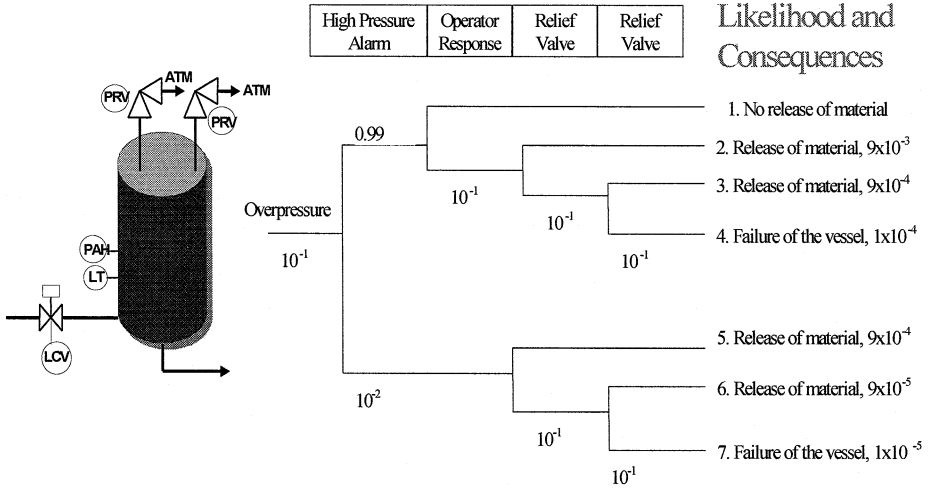 High Pressure Alarm
Operator Response
Relief Valve
Relief Valve
Likelihood and
Consequences
ATM
ATM
PRV
PRV
PAH
LT
LCV
Overpressure
10⁻¹
0.99
10⁻¹
10⁻¹
10⁻¹
10⁻²
10⁻¹
10⁻¹
1. No release of material
2. Release of material, 9x10⁻³
3. Release of material, 9x10⁻⁴
4. Failure of the vessel, 1x10⁻⁴
5. Release of material, 9x10⁻⁴
6. Release of material, 9x10⁻⁵
7. Failure of the vessel, 1x10⁻⁵